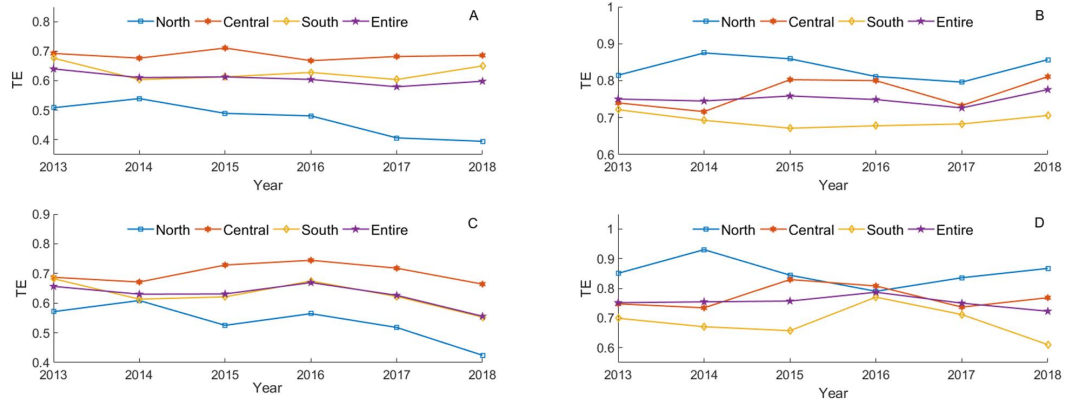 North Central South Entire A
0.8
0.7
0.6
0.5
0.4
TE
2013 2014 2015 2016 2017 2018
Year
North Central South Entire B
1
0.9
0.8
0.7
0.6
TE
2013 2014 2015 2016 2017 2018
Year
North Central South Entire C
0.9
0.8
0.7
0.6
0.5
0.4
TE
2013 2014 2015 2016 2017 2018
Year
North Central South Entire D
1
0.9
0.8
0.7
0.6
TE
2013 2014 2015 2016 2017 2018
Year